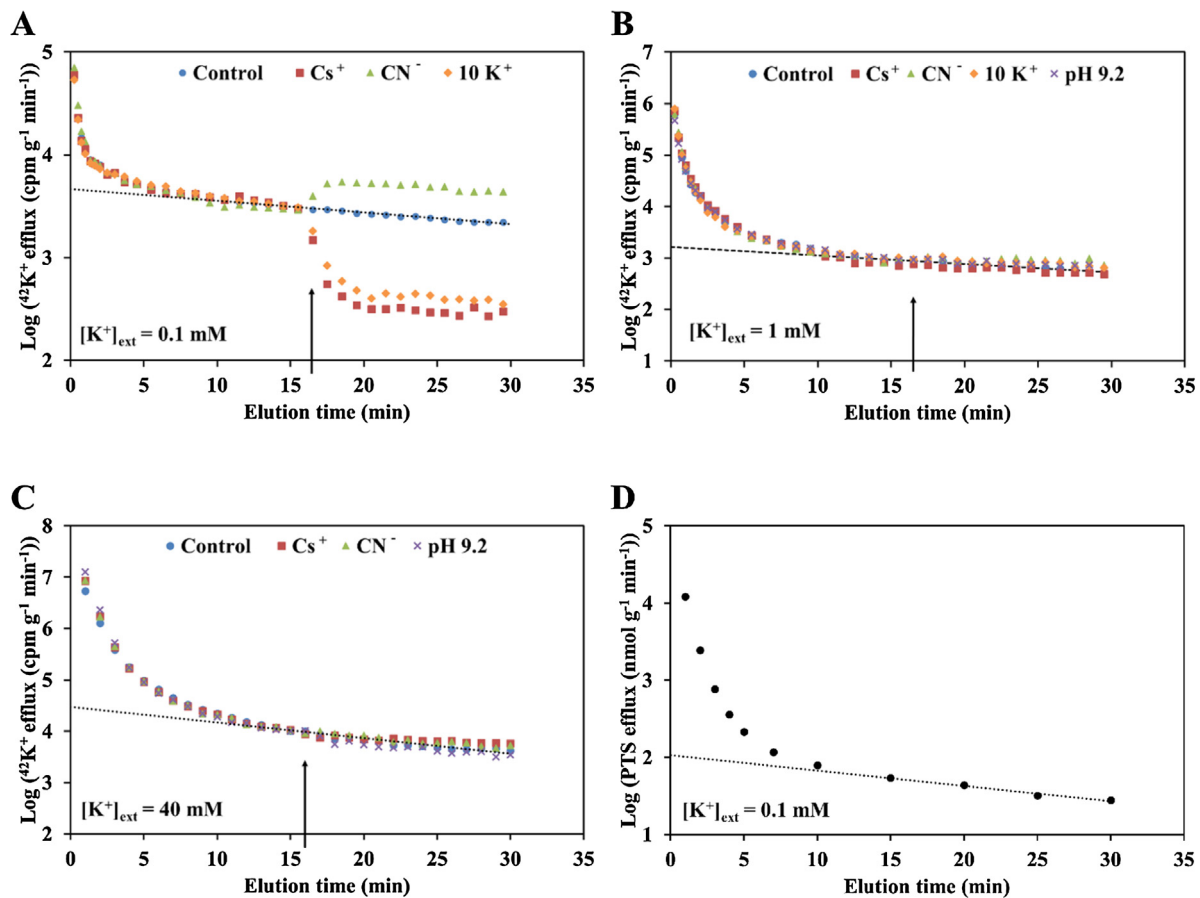 A
Log (⁴²K⁺ efflux (cpm g⁻¹ min⁻¹))
5
4
3
2
Control Cs⁺ CN⁻ 10 K⁺
[K⁺]ext = 0.1 mM
0 5 10 15 20 25 30 35
Elution time (min)
B
Log (⁴²K⁺ efflux (cpm g⁻¹ min⁻¹))
7
6
5
4
3
2
1
Control Cs⁺ CN⁻ 10 K⁺ pH 9.2
[K⁺]ext = 1 mM
0 5 10 15 20 25 30 35
Elution time (min)
C
Log (⁴²K⁺ efflux (cpm g⁻¹ min⁻¹))
8
7
6
5
4
3
2
Control Cs⁺ CN⁻ pH 9.2
[K⁺]ext = 40 mM
0 5 10 15 20 25 30 35
Elution time (min)
D
Log (PTS efflux (nmol g⁻¹ min⁻¹))
5
4
3
2
1
[K⁺]ext = 0.1 mM
0 5 10 15 20 25 30 35
Elution time (min)